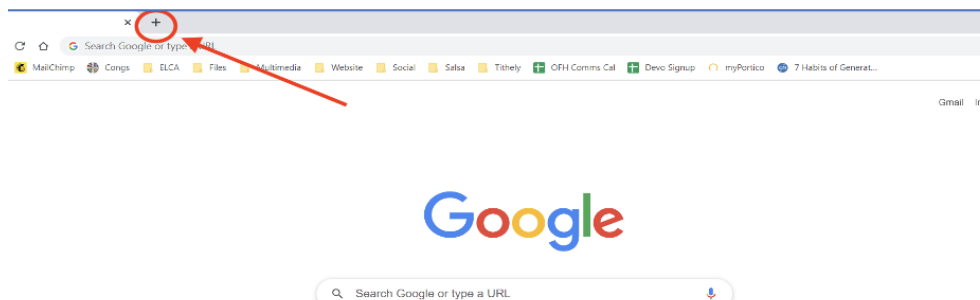 Search Google or type URL
MailChimp Congs ELCA Files Multimedia Website Social Salsa Tithely OFH Comms Cal Devo Signup myPortico 7 Habits of Generat...
Gmail
Google
Search Google or type a URL